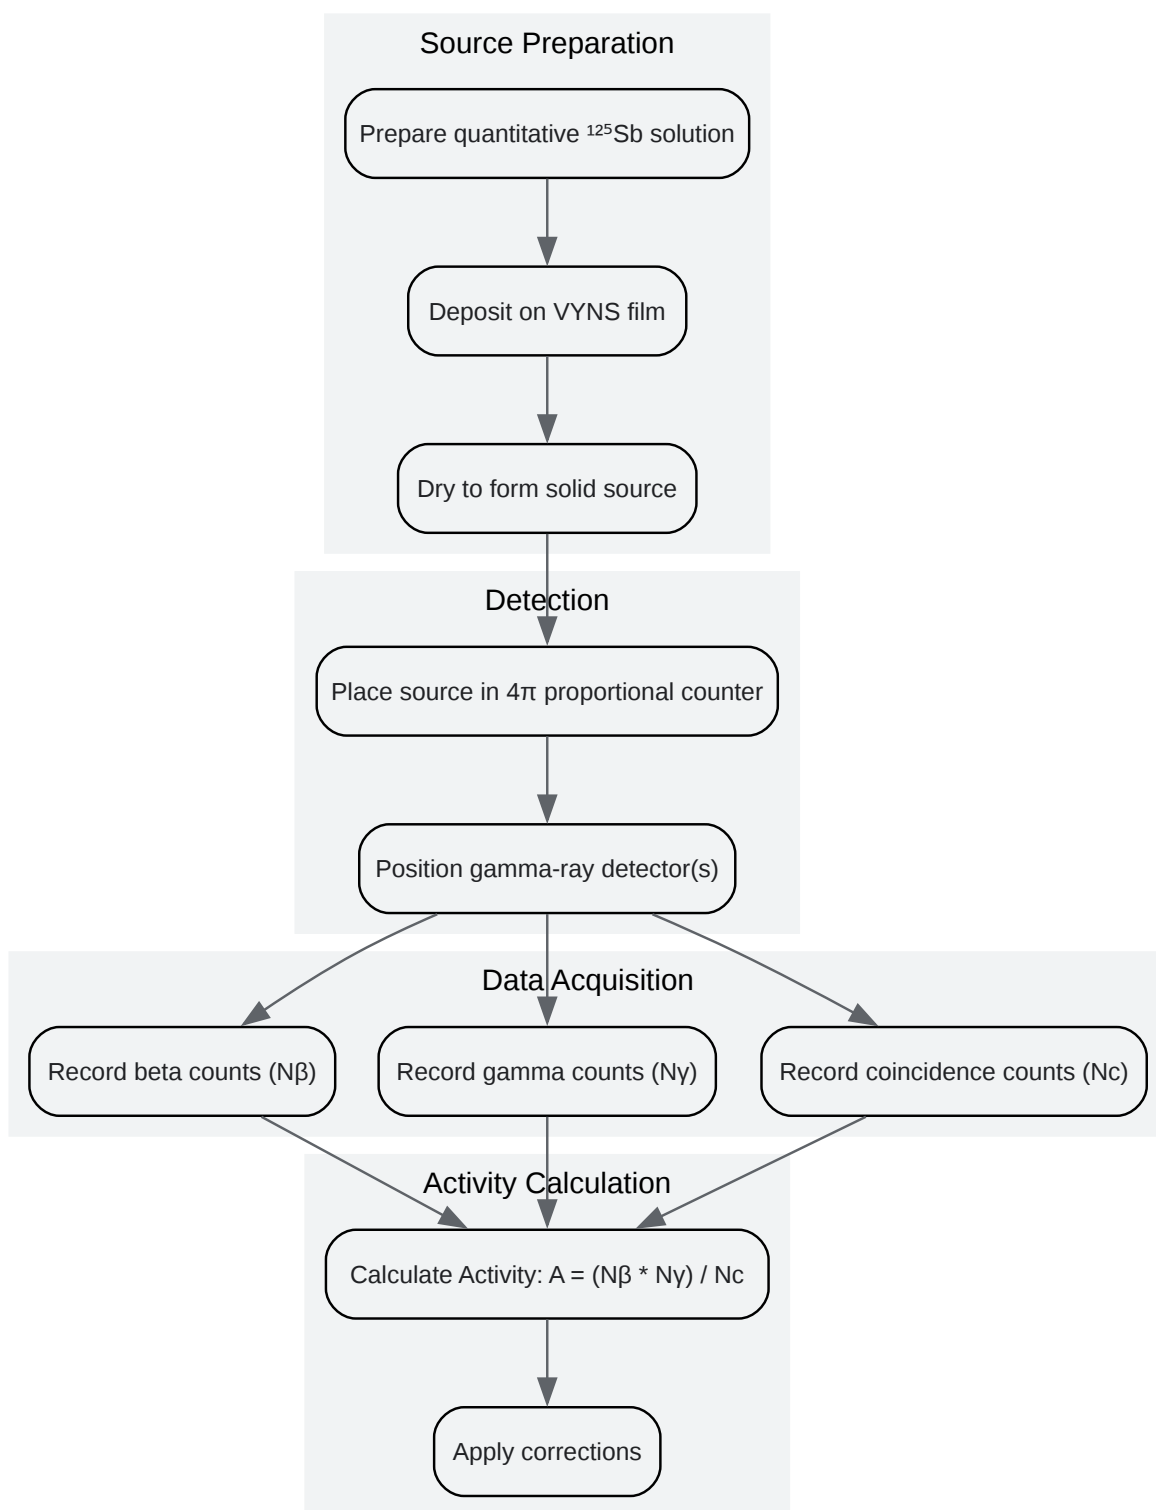 Source Preparation
Prepare quantitative ¹²⁵Sb solution
Deposit on VYNS film
Dry to form solid source
Detection
Place source in 4π proportional counter
Position gamma-ray detector(s)
Data Acquisition
Record beta counts (Nβ)
Record gamma counts (Nγ)
Record coincidence counts (Nc)
Activity Calculation
Calculate Activity: A = (Nβ * Nγ) / Nc
Apply corrections